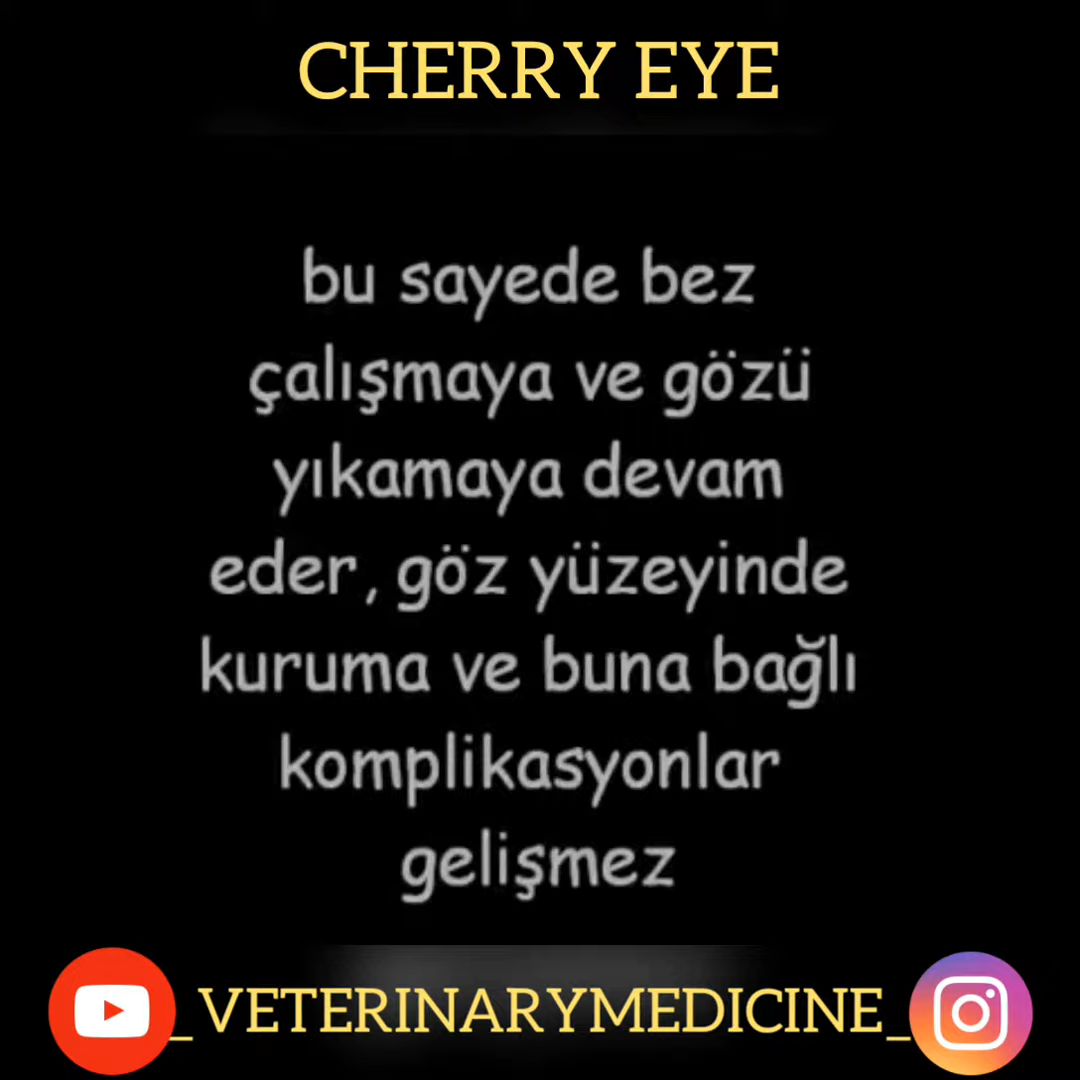 CHERRY EYE
bu sayede bez
çalışmaya ve gözü
yıkamaya devam
eder, göz yüzeyinde
kuruma ve buna bağlı
komplikasyonlar
gelişmez
_VETERINARYMEDICINE_